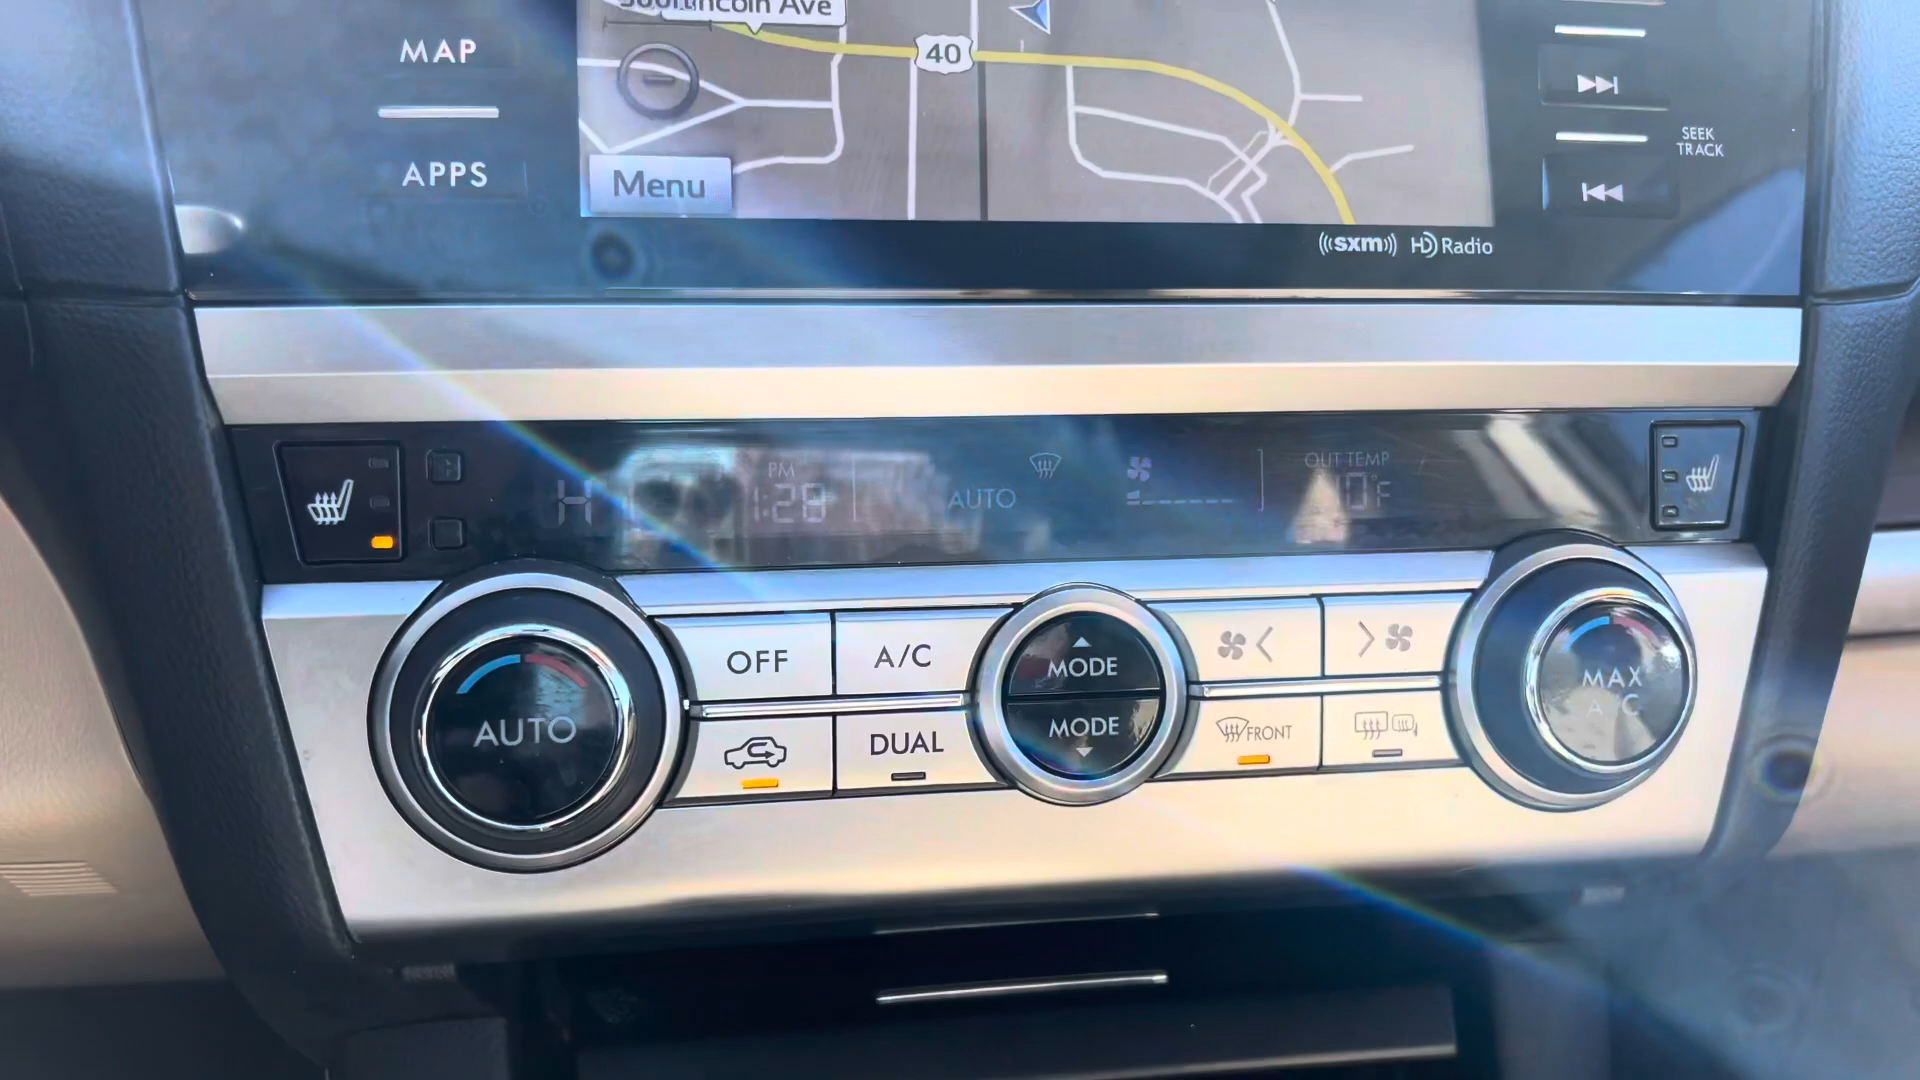 MAP
APPS
40
Menu
SEEK
TRACK
sxm HD Radio
PM
1:28
AUTO
OUT TEMP
OFF
A/C
MODE
AUTO
DUAL
MODE
FRONT
MAX
A/C